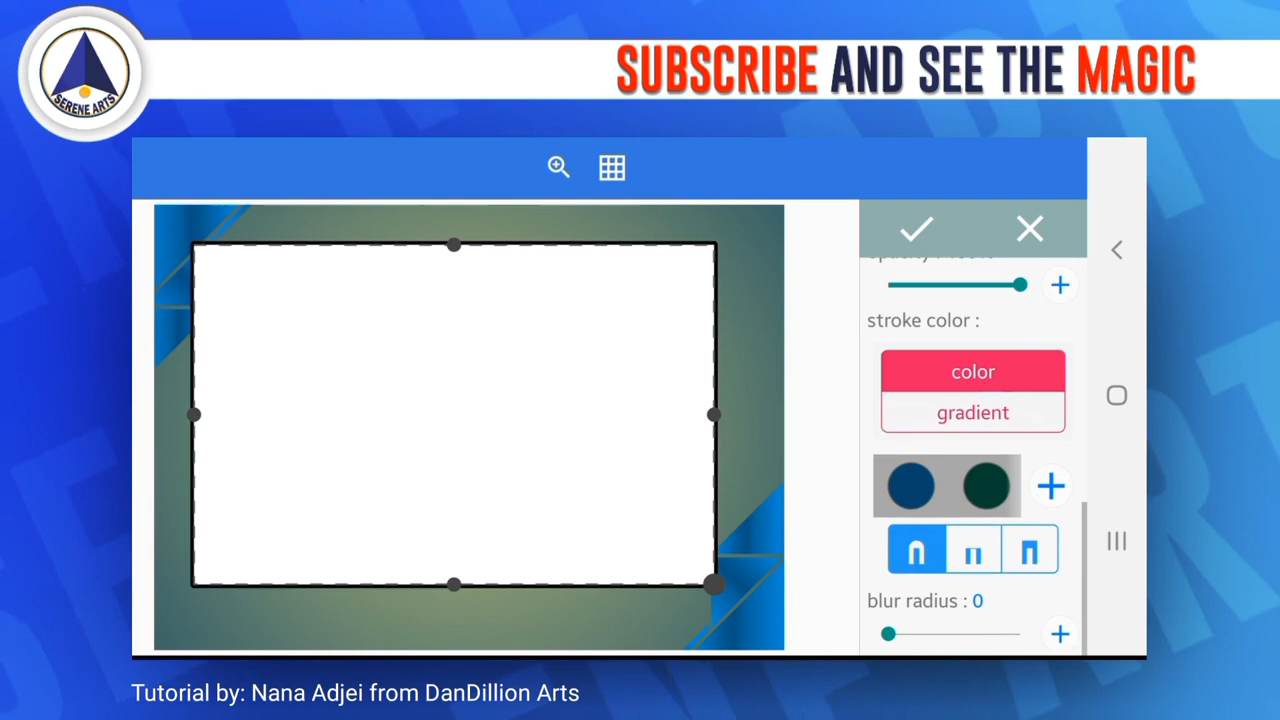 SUBSCRIBE AND SEE THE MAGIC
SERENE ARTS
stroke color :
color
gradient
blur radius : 0
Tutorial by: Nana Adjei from DanDillion Arts